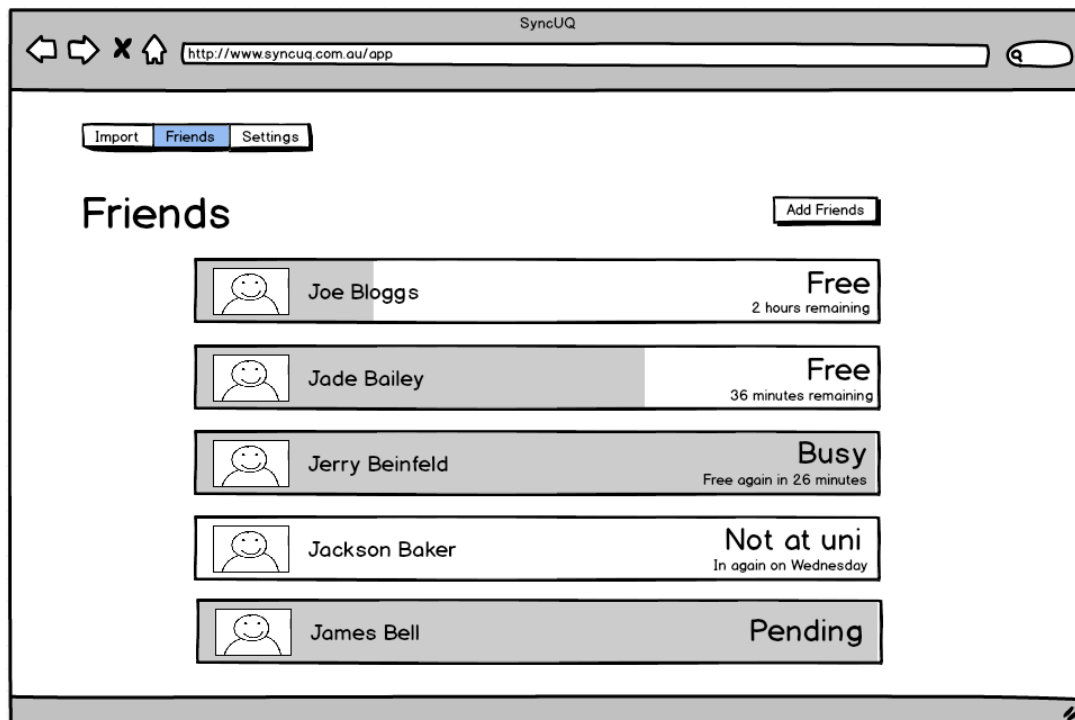 SyncUQ
http://www.syncuq.com.au/app
Import Friends Settings
Friends
Add Friends
Joe Bloggs
Free
2 hours remaining
Jade Bailey
Free
36 minutes remaining
Jerry Beinfeld
Busy
Free again in 26 minutes
Jackson Baker
Not at uni
In again on Wednesday
James Bell
Pending